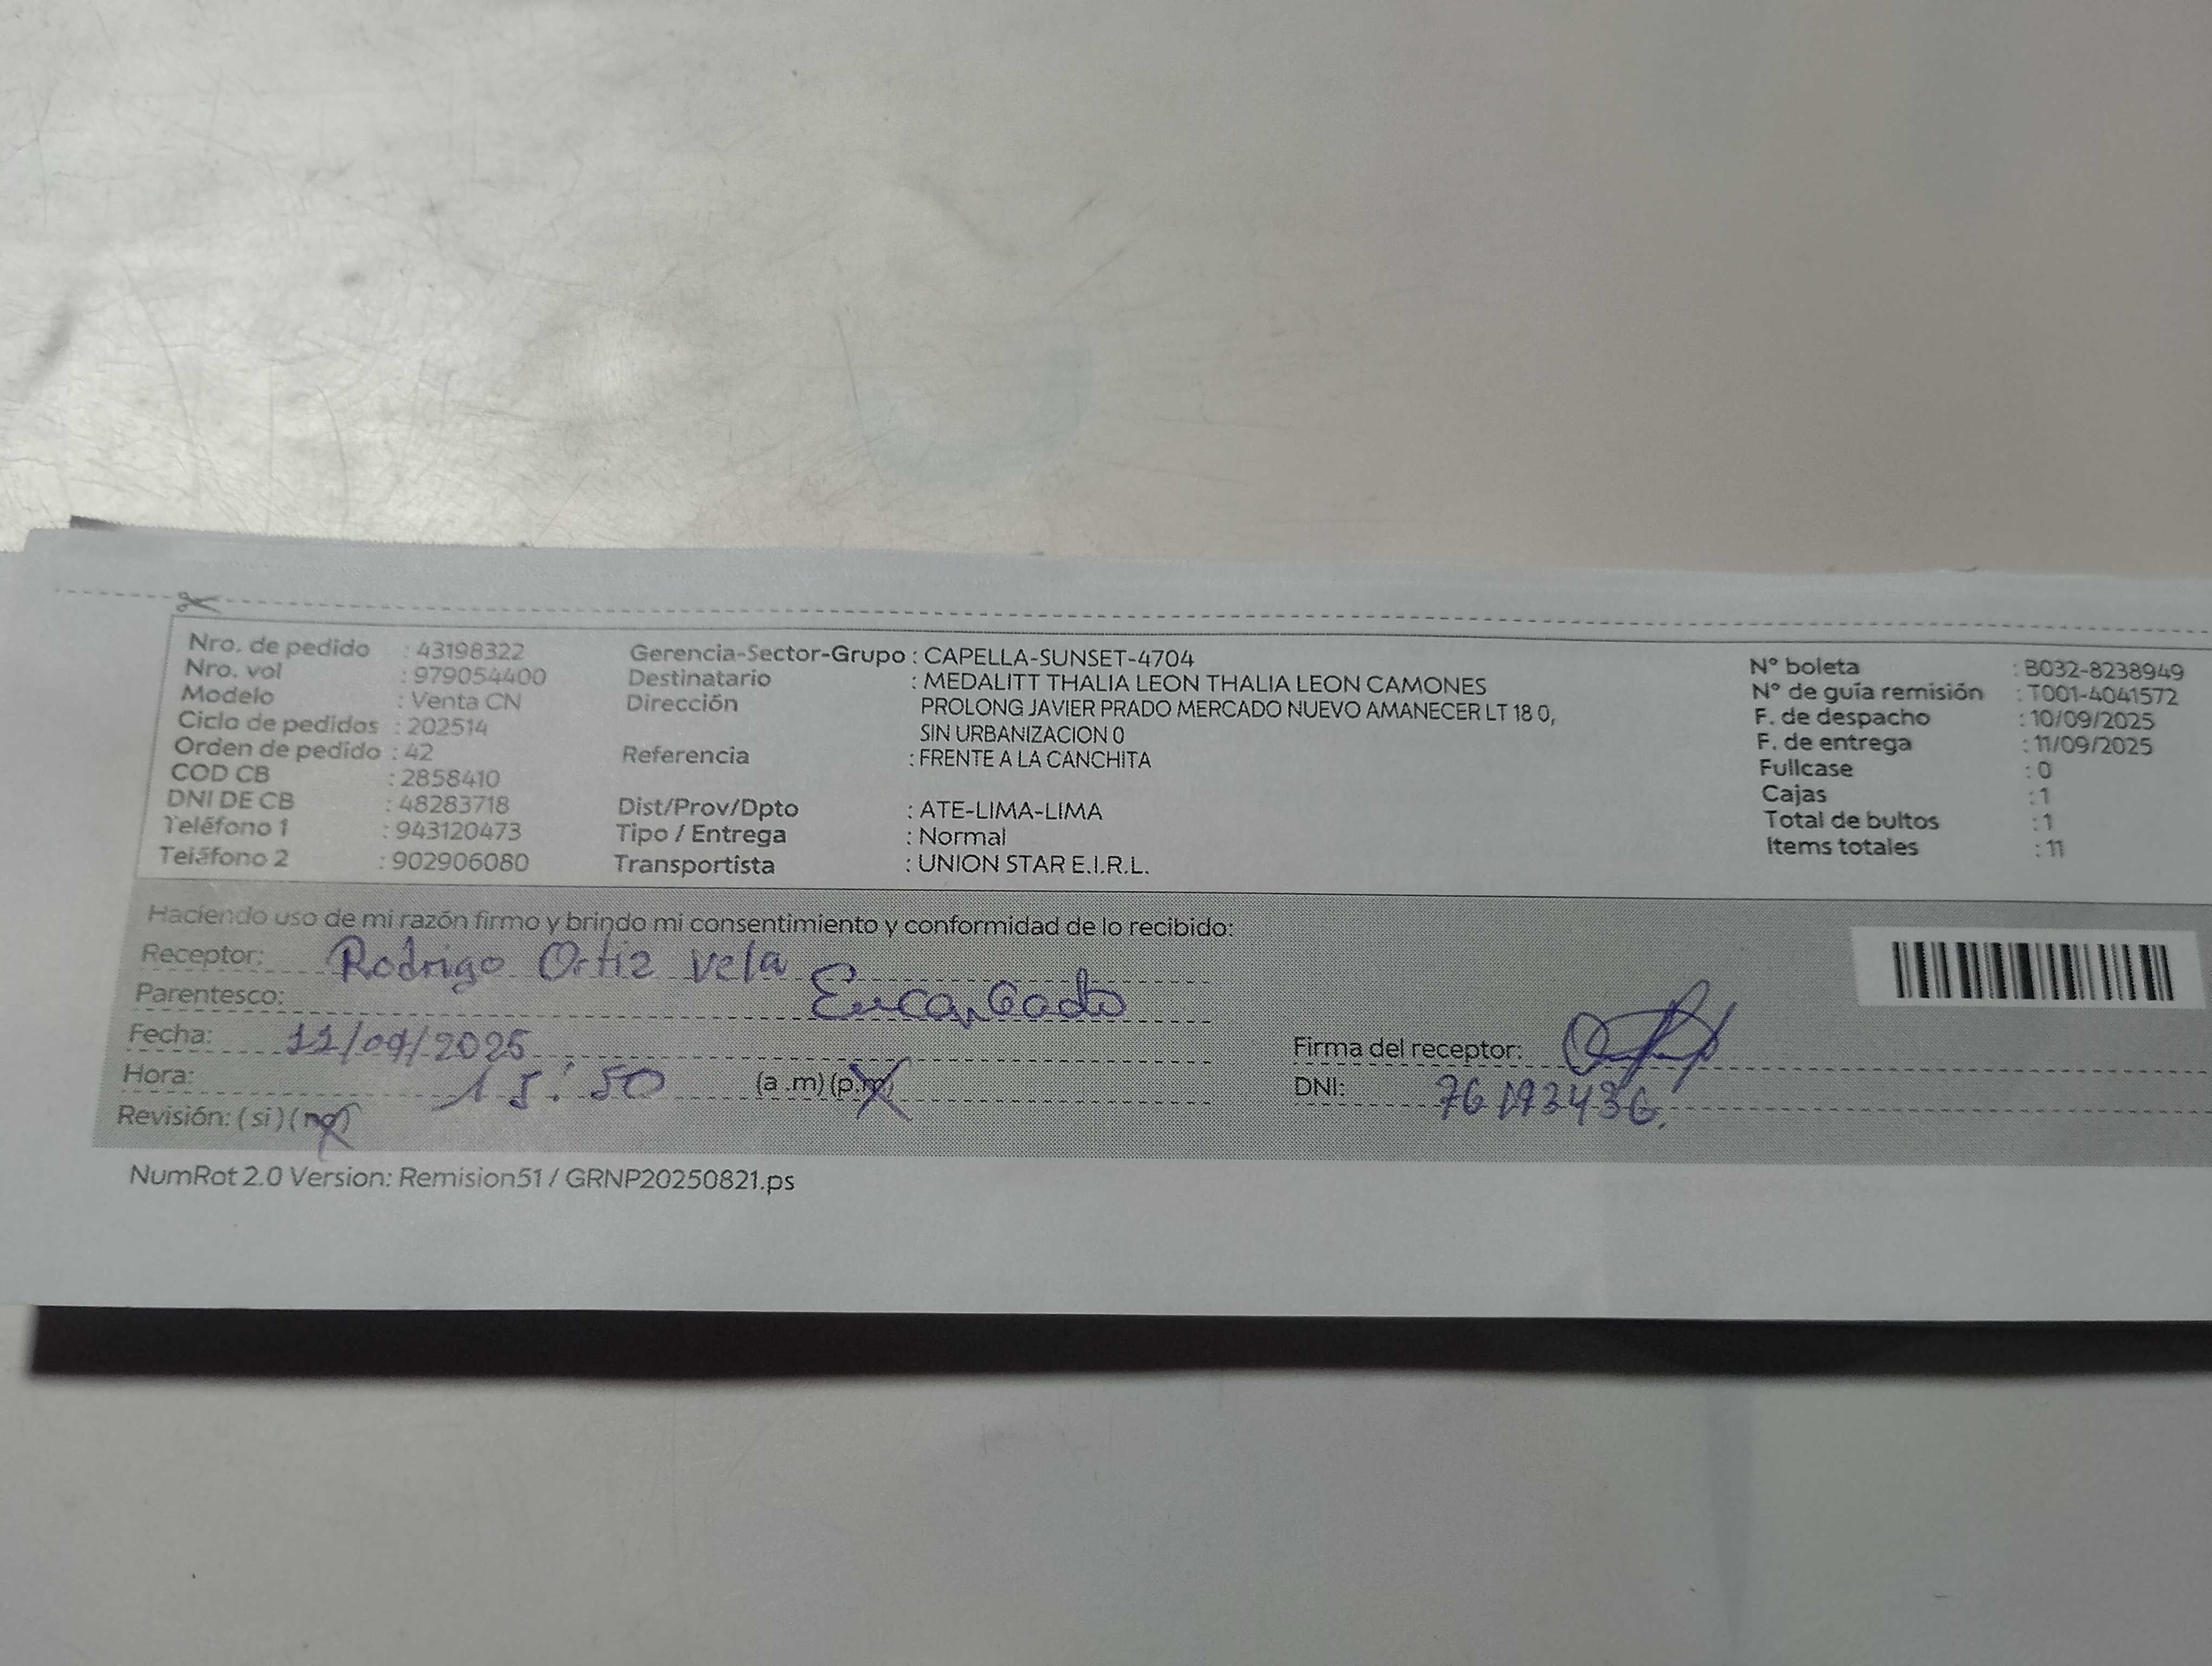 Nro. de pedido : 43198322
Nro. vol : 979054400
Modelo : Venta CN
Ciclo de pedidos : 202514
Orden de pedido : 42
COD CB : 2858410
DNI DE CB : 48283718
Teléfono 1 : 943120473
Teléfono 2 : 902906080
Gerencia-Sector-Grupo : CAPELLA-SUNSET-4704
Destinatario : MEDALITT THALIA LEON THALIA LEON CAMONES
Dirección PROLONG JAVIER PRADO MERCADO NUEVO AMANECER LT 18 0,
SIN URBANIZACION 0
Referencia : FRENTE A LA CANCHITA
Dist/Prov/Dpto : ATE-LIMA-LIMA
Tipo / Entrega : Normal
Transportista : UNION STAR E.I.R.L.
N° boleta : B032-8238949
N° de guía remisión : T001-4041572
F. de despacho : 10/09/2025
F. de entrega : 11/09/2025
Fullcase : 0
Cajas : 1
Total de bultos : 1
Items totales : 11
Haciendo uso de mi razón firmo y brindo mi consentimiento y conformidad de lo recibido:
Receptor: Rodrigo Ortiz Vela
Parentesco: Encargado
Fecha: 11/09/2025
Hora: 15:50 (a.m) (p.m)
Revisión: (si) (no)
Firma del receptor:
DNI: 76193436.
NumRot 2.0 Version: Remision51 / GRNP20250821.ps